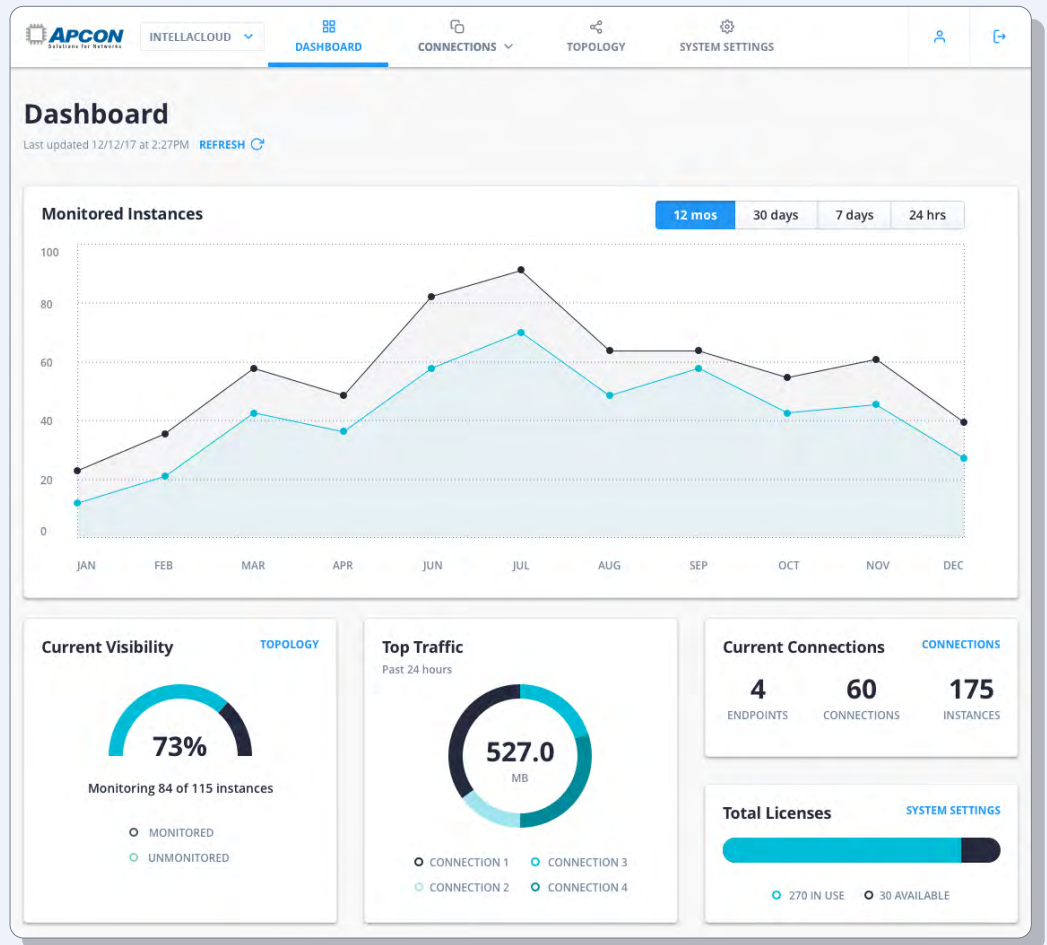 APCON
Solutions for Networks
INTELLACLOUD
DASHBOARD
CONNECTIONS
TOPOLOGY
SYSTEM SETTINGS
Dashboard
Last updated 12/12/17 at 2:27PM REFRESH
Monitored Instances
12 mos 30 days 7 days 24 hrs
100
80
60
40
20
0
JAN FEB MAR APR JUN JUL AUG SEP OCT NOV DEC
Current Visibility TOPOLOGY
73%
Monitoring 84 of 115 instances
MONITORED
UNMONITORED
Top Traffic
Past 24 hours
527.0
MB
CONNECTION 1 CONNECTION 3
CONNECTION 2 CONNECTION 4
Current Connections CONNECTIONS
4 60 175
ENDPOINTS CONNECTIONS INSTANCES
Total Licenses SYSTEM SETTINGS
270 IN USE 30 AVAILABLE